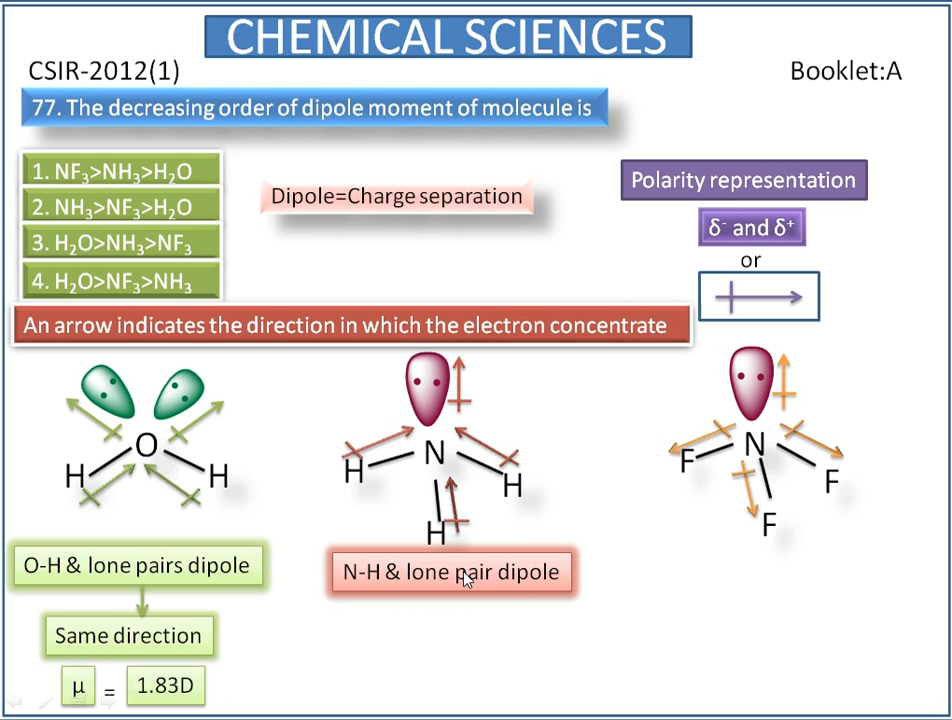 CHEMICAL SCIENCES
CSIR-2012(1)
Booklet:A
77. The decreasing order of dipole moment of molecule is
1. NF₃>NH₃>H₂O
2. NH₃>NF₃>H₂O
3. H₂O>NH₃>NF₃
4. H₂O>NF₃>NH₃
Dipole=Charge separation
Polarity representation
δ⁻ and δ⁺
or
An arrow indicates the direction in which the electron concentrate
O
H H
N
H H
H
N
F F
F
O-H & lone pairs dipole
N-H & lone pair dipole
Same direction
μ = 1.83D